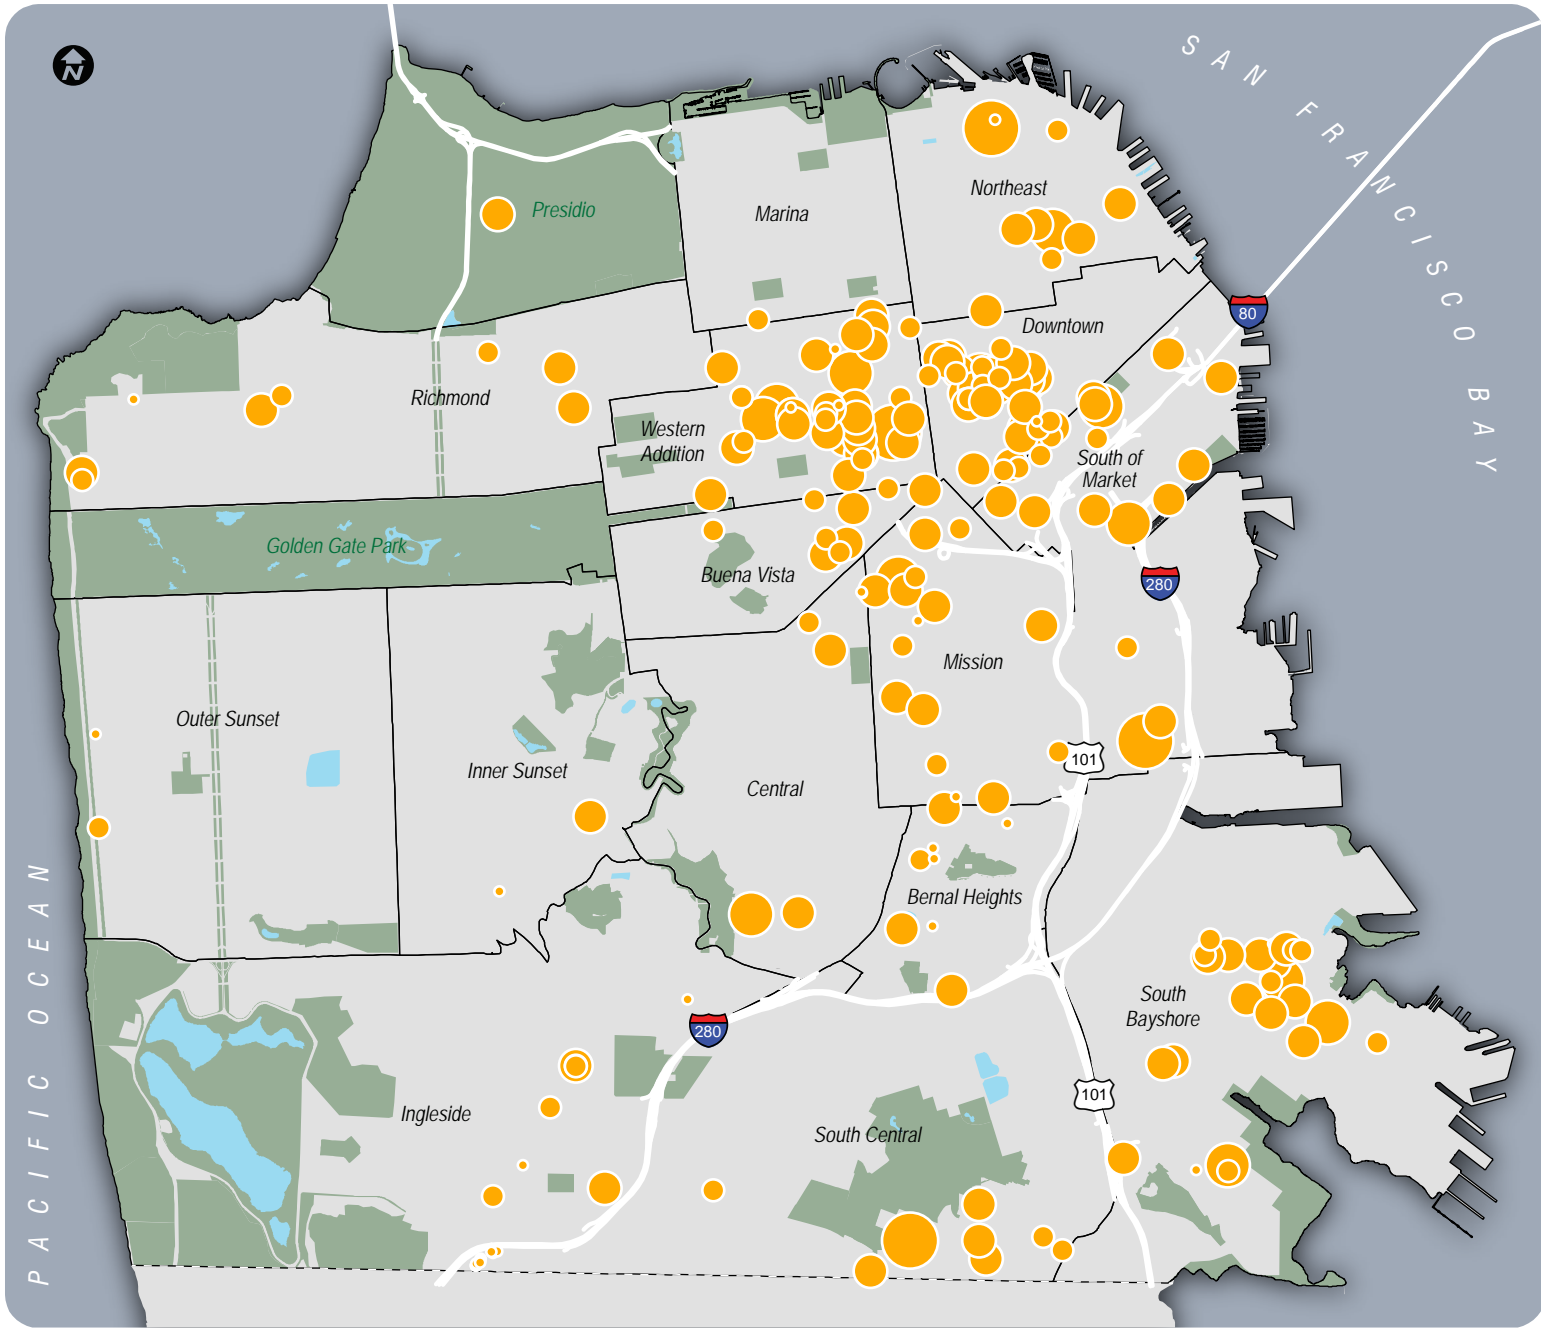 N
SAN FRANCISCO BAY
Presidio
Marina
Northeast
80
Downtown
Richmond
Western
Addition
South of
Market
Golden Gate Park
Buena Vista
280
Mission
Outer Sunset
Inner Sunset
101
Central
Bernal Heights
PACIFIC OCEAN
South
Bayshore
280
101
Ingleside
South Central